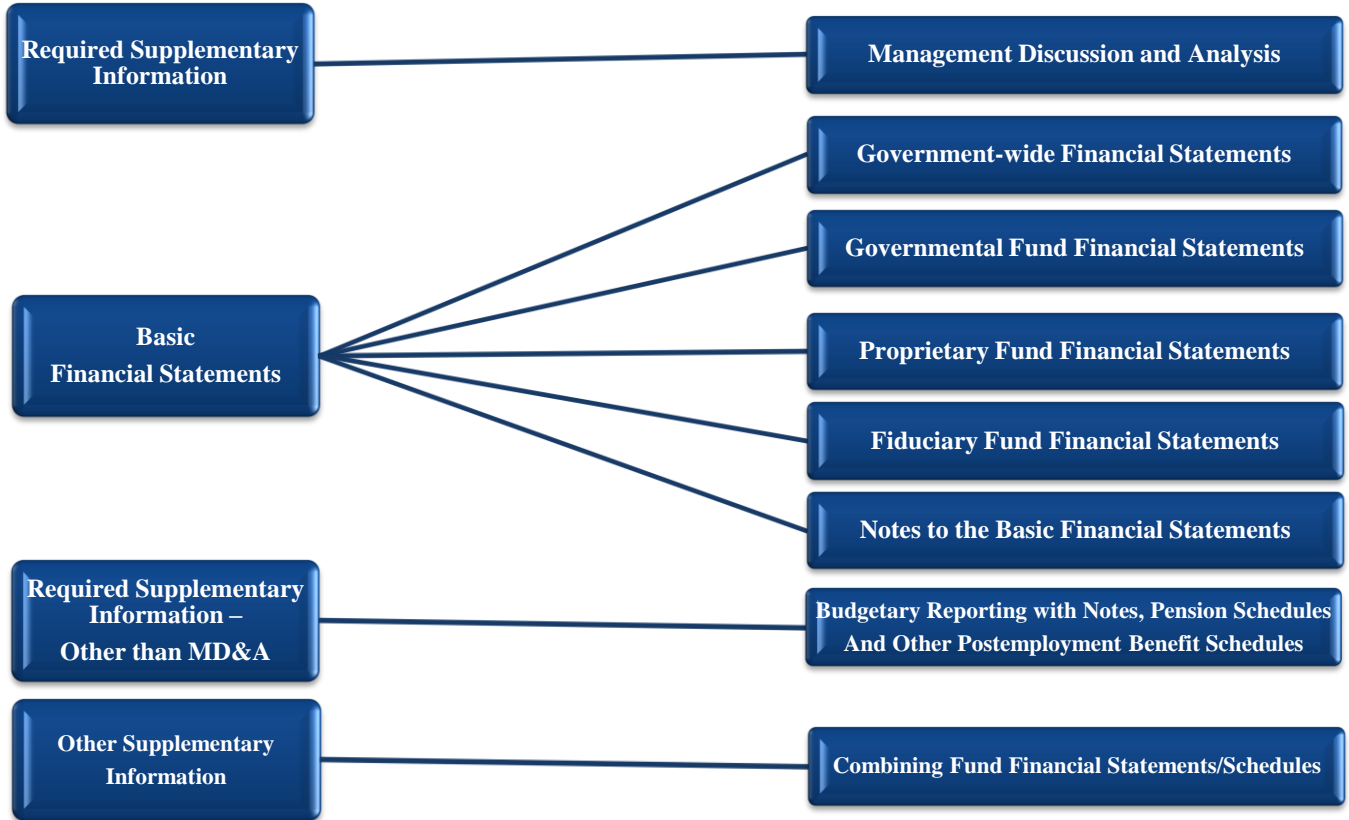 Required Supplementary
Information
Management Discussion and Analysis
Government-wide Financial Statements
Governmental Fund Financial Statements
Basic
Financial Statements
Proprietary Fund Financial Statements
Fiduciary Fund Financial Statements
Notes to the Basic Financial Statements
Required Supplementary
Information –
Other than MD&A
Budgetary Reporting with Notes, Pension Schedules
And Other Postemployment Benefit Schedules
Other Supplementary
Information
Combining Fund Financial Statements/Schedules